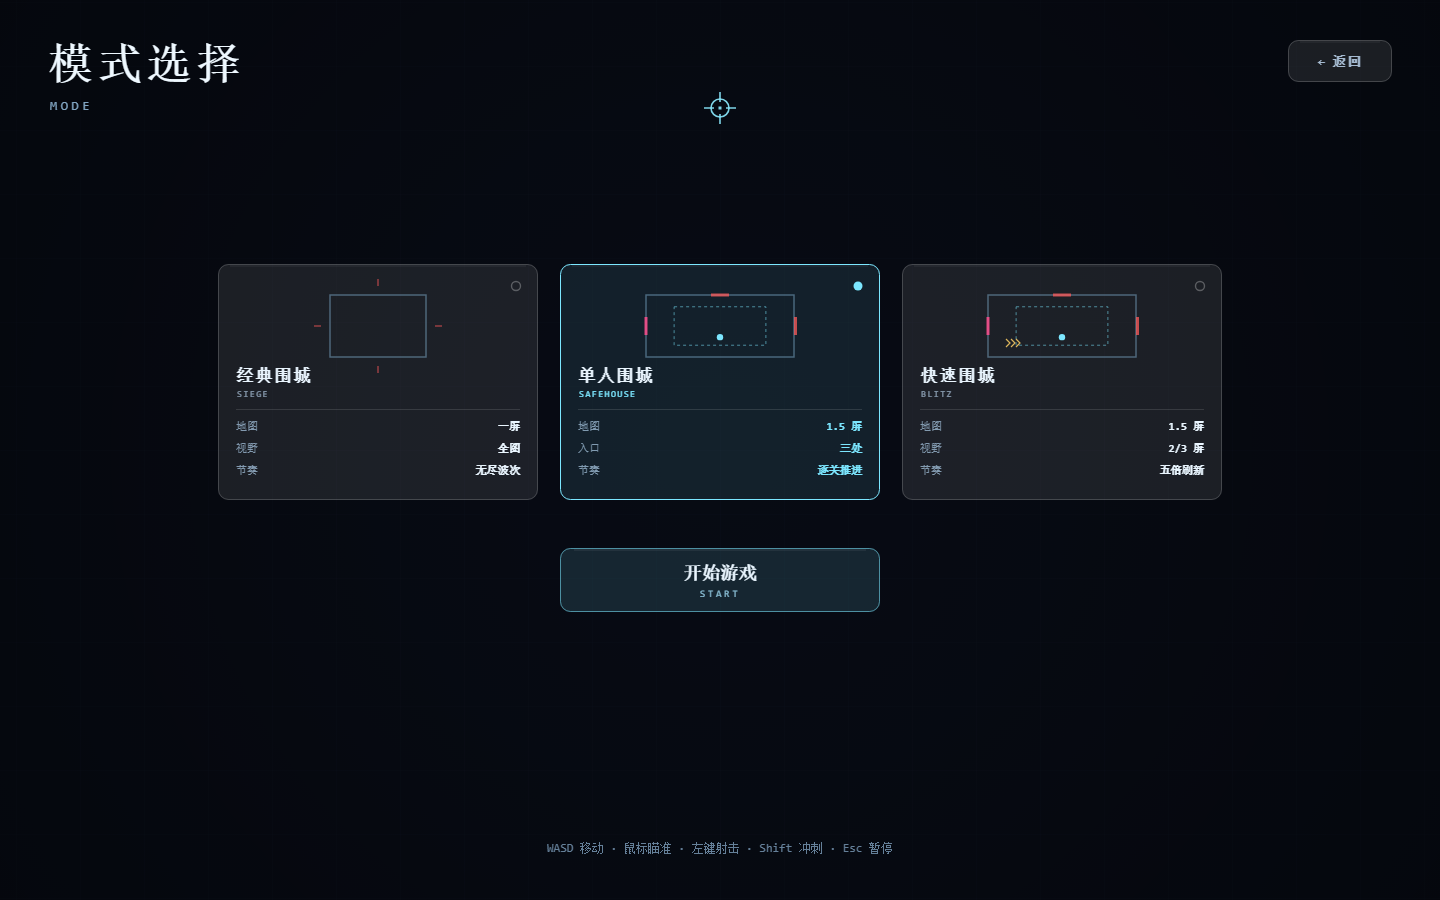 模式选择
MODE
← 返回
经典围城
SIEGE
地图 一屏
视野 全图
节奏 无尽波次
单人围城
SAFEHOUSE
地图 1.5 屏
入口 三处
节奏 逐关推进
快速围城
BLITZ
地图 1.5 屏
视野 2/3 屏
节奏 五倍刷新
开始游戏
START
WASD 移动 · 鼠标瞄准 · 左键射击 · Shift 冲刺 · Esc 暂停